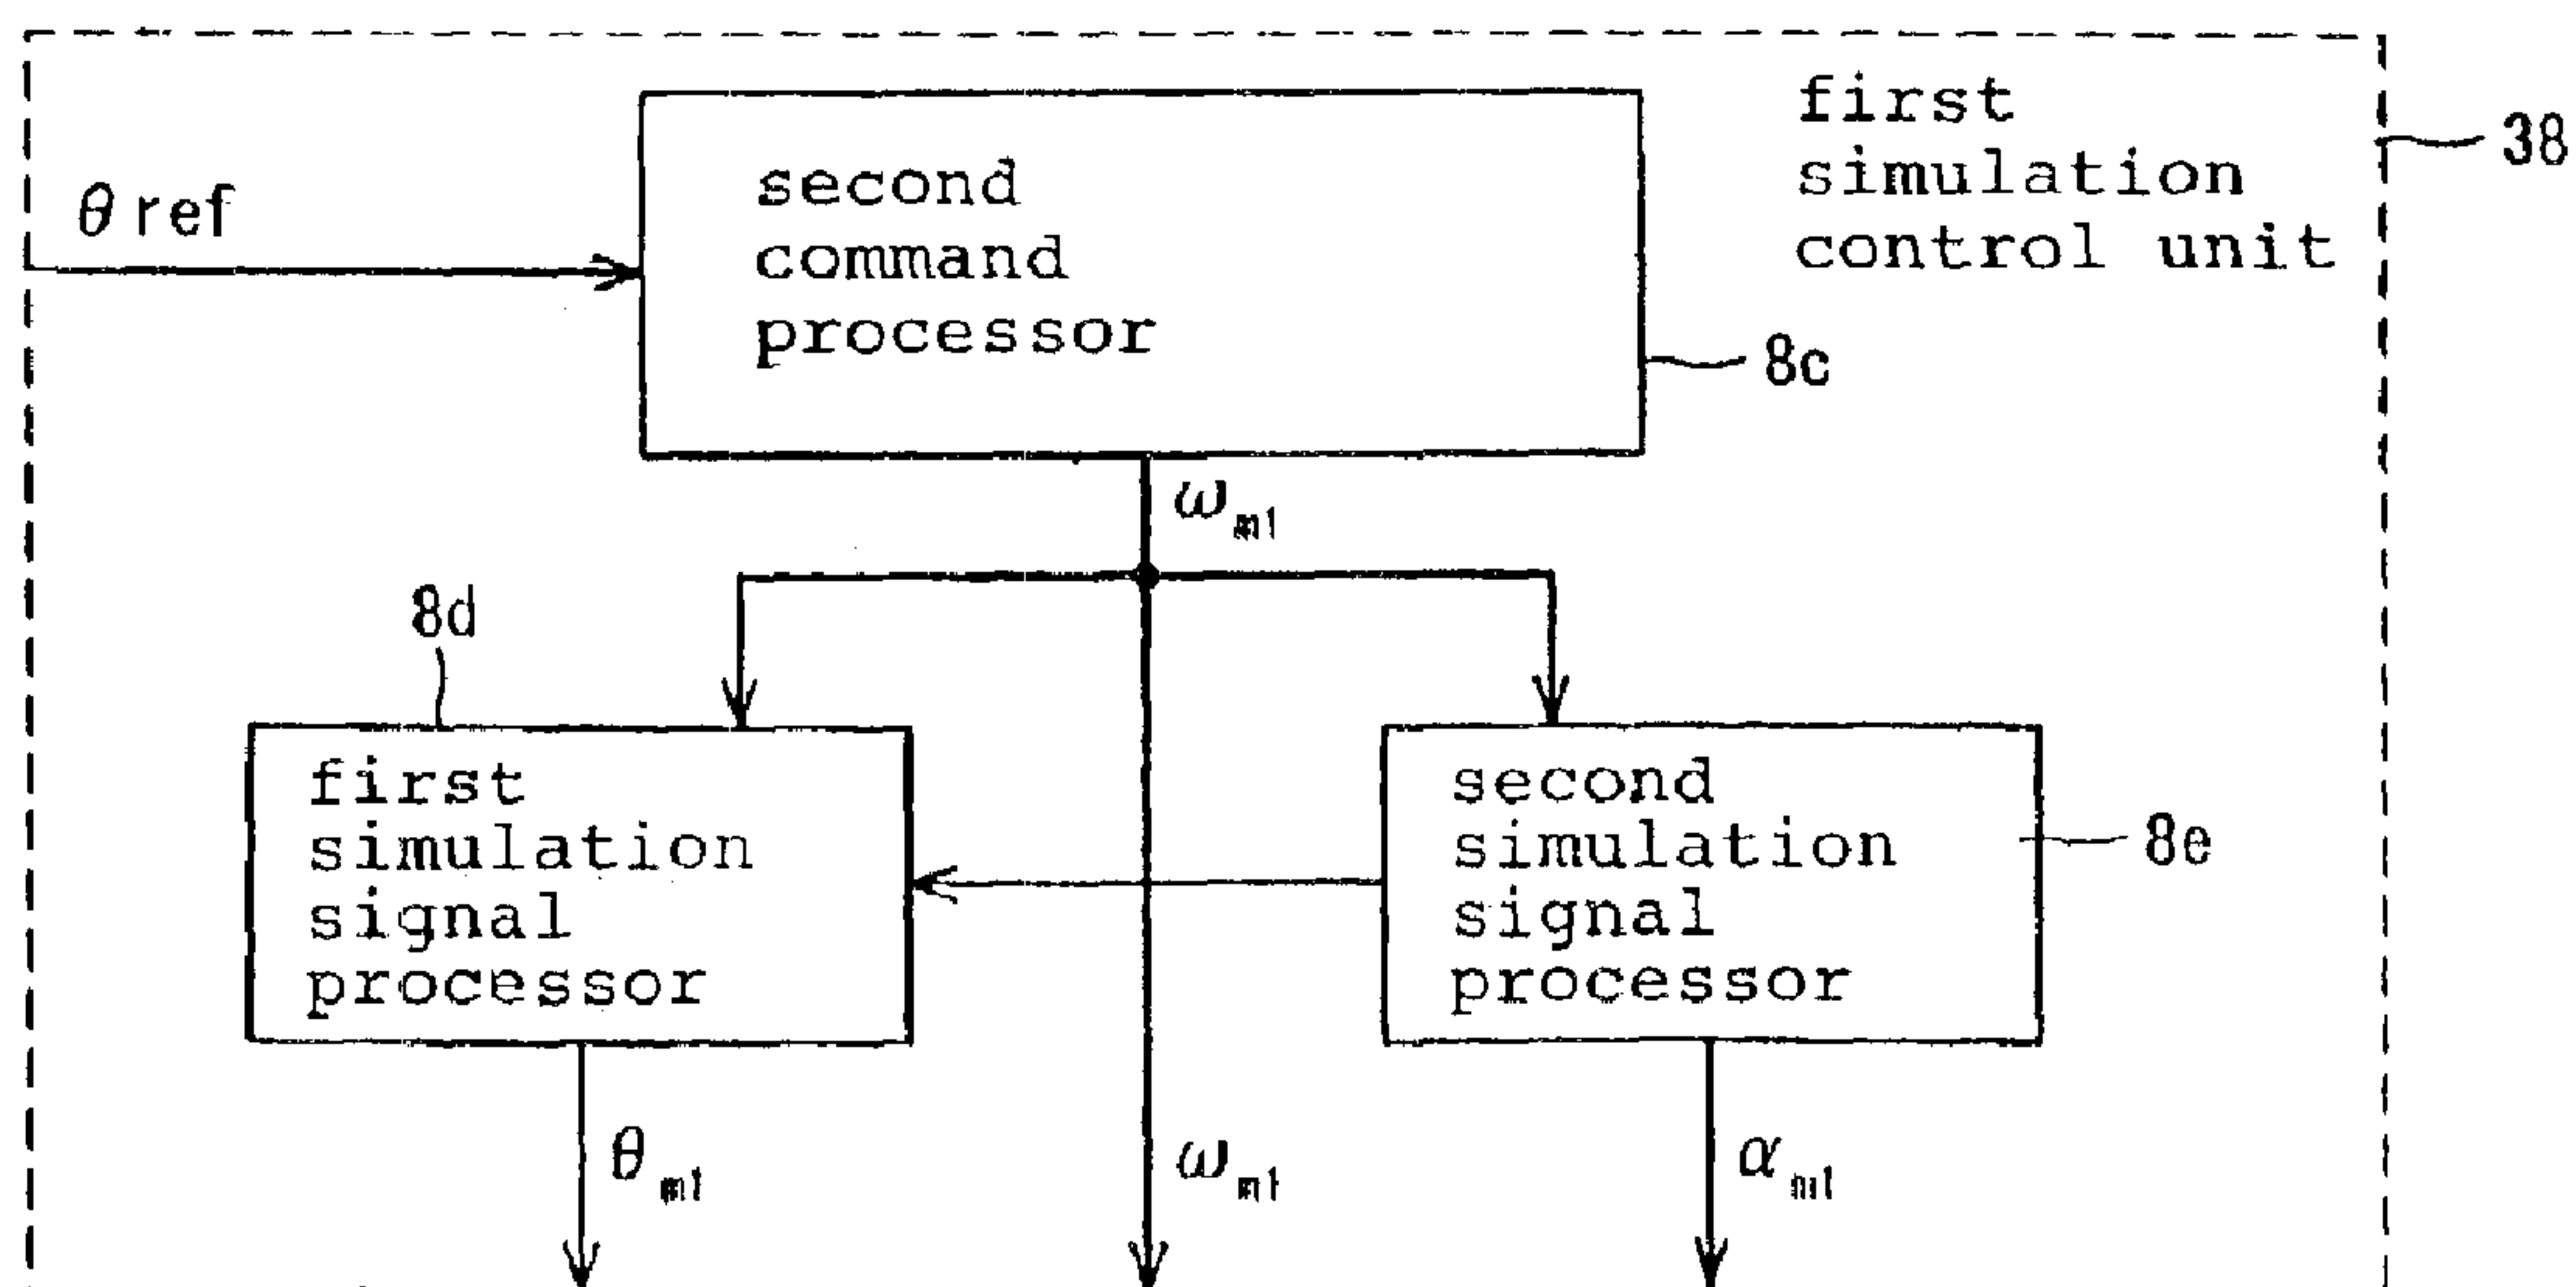 first
simulation
control unit
38
θ ref
second
command
processor
8c
ω m1
8d
first
simulation
signal
processor
second
simulation
signal
processor
8e
θ m1
ω m1
α m1